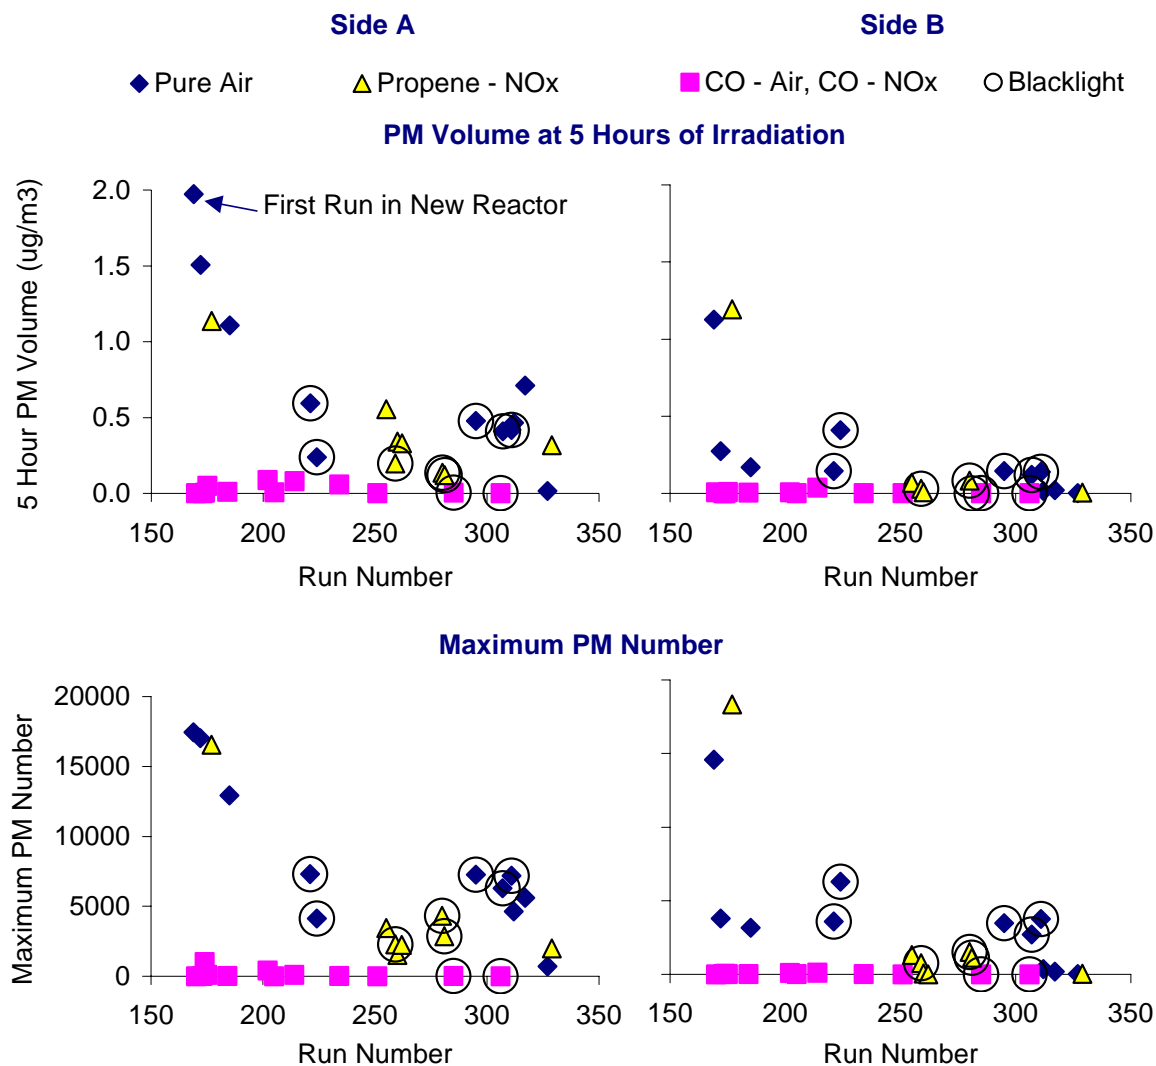 Side A Side B
Pure Air Propene - NOx CO - Air, CO - NOx Blacklight
PM Volume at 5 Hours of Irradiation
5 Hour PM Volume (ug/m3)
2.0
First Run in New Reactor
1.5
1.0
0.5
0.0
150 200 250 300 350 150 200 250 300 350
Run Number Run Number
Maximum PM Number
Maximum PM Number
20000
15000
10000
5000
0
150 200 250 300 350 150 200 250 300 350
Run Number Run Number